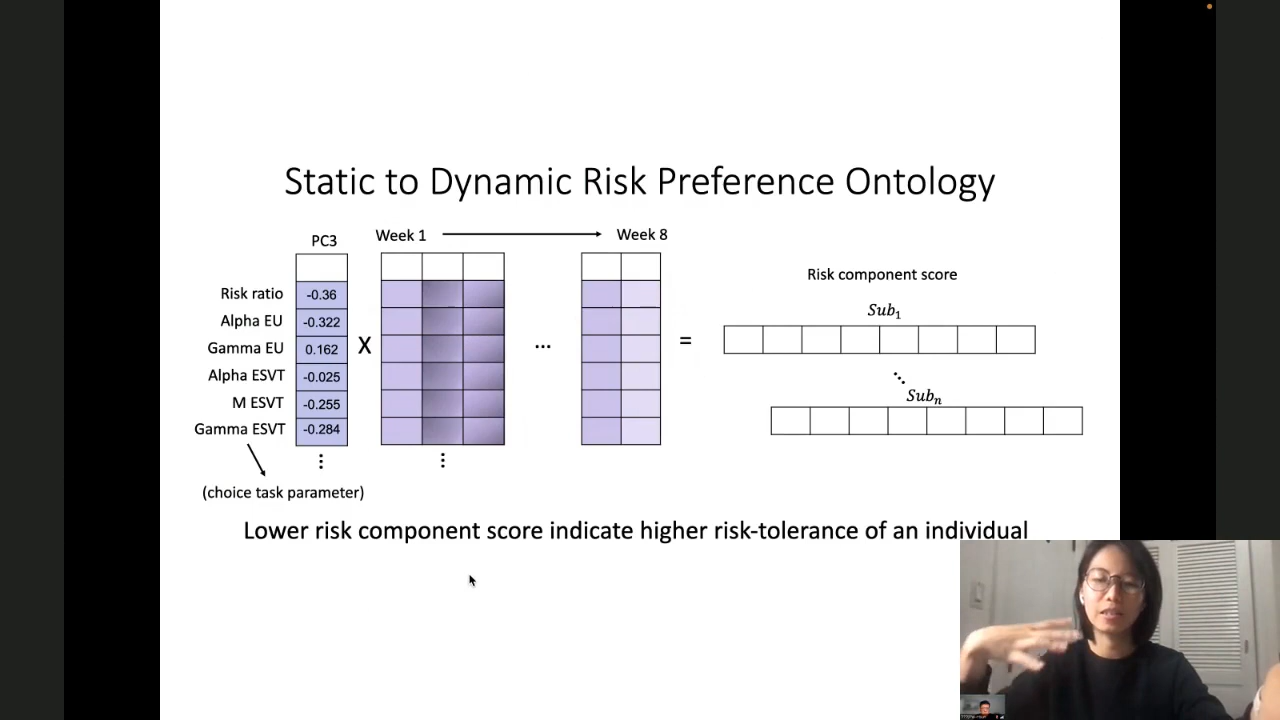 Static to Dynamic Risk Preference Ontology
PC3
Week 1
Week 8
Risk ratio
-0.36
Alpha EU
-0.322
Gamma EU
0.162
Alpha ESVT
-0.025
M ESVT
-0.255
Gamma ESVT
-0.284
X
...
=
Risk component score
Sub1
Subn
(choice task parameter)
Lower risk component score indicate higher risk-tolerance of an individual